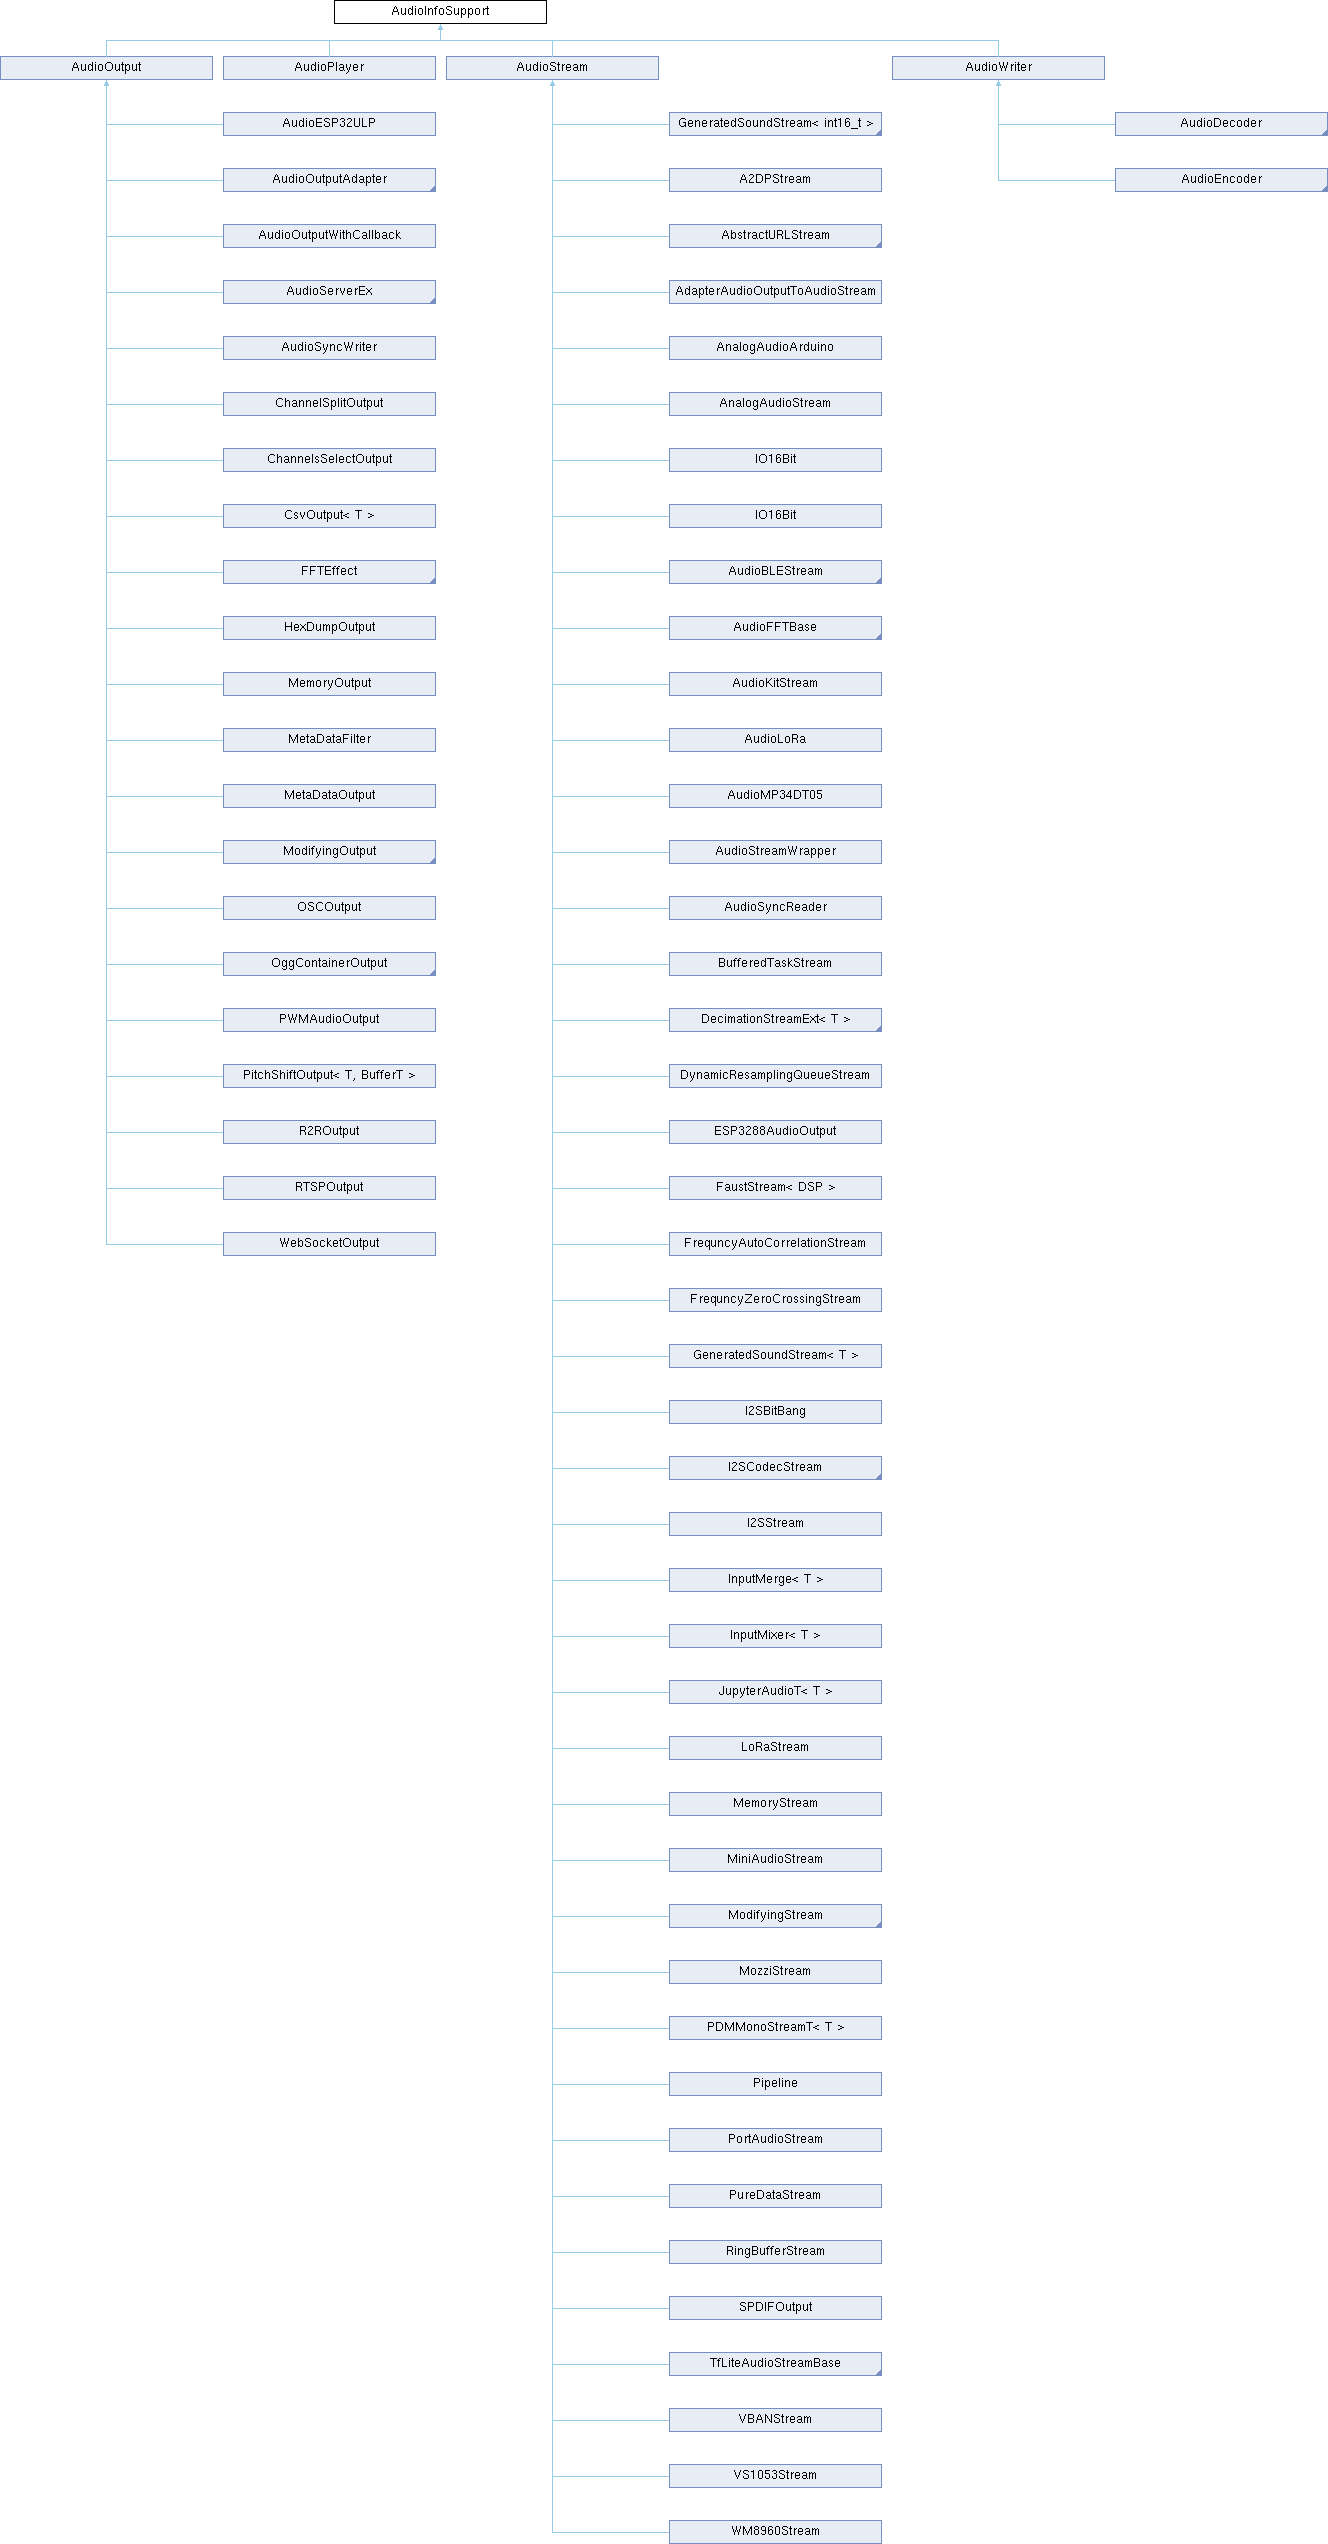 AudioInfoSupport
AudioOutput
AudioPlayer
AudioStream
AudioWriter
AudioESP32ULP
AudioOutputAdapter
AudioOutputWithCallback
AudioServerEx
AudioSyncWriter
ChannelSplitOutput
ChannelsSelectOutput
CsvOutput< T >
FFTEffect
HexDumpOutput
MemoryOutput
MetaDataFilter
MetaDataOutput
ModifyingOutput
OSCOutput
OggContainerOutput
PWMAudioOutput
PitchShiftOutput< T, BufferT >
R2ROutput
RTSPOutput
WebSocketOutput
GeneratedSoundStream< int16_t >
A2DPStream
AbstractURLStream
AdapterAudioOutputToAudioStream
AnalogAudioArduino
AnalogAudioStream
IO16Bit
IO16Bit
AudioBLEStream
AudioFFTBase
AudioKitStream
AudioLoRa
AudioMP34DT05
AudioStreamWrapper
AudioSyncReader
BufferedTaskStream
DecimationStreamExt< T >
DynamicResamplingQueueStream
ESP3288AudioOutput
FaustStream< DSP >
FrequncyAutoCorrelationStream
FrequncyZeroCrossingStream
GeneratedSoundStream< T >
I2SBitBang
I2SCodecStream
I2SStream
InputMerge< T >
InputMixer< T >
JupyterAudioT< T >
LoRaStream
MemoryStream
MiniAudioStream
ModifyingStream
MozziStream
PDMMonoStreamT< T >
Pipeline
PortAudioStream
PureDataStream
RingBufferStream
SPDIFOutput
TfLiteAudioStreamBase
VBANStream
VS1053Stream
WM8960Stream
AudioDecoder
AudioEncoder